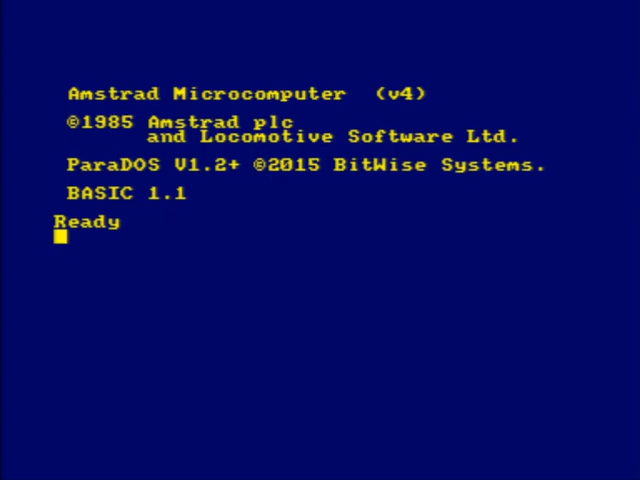 Amstrad Microcomputer  (v4)
©1985 Amstrad plc
and Locomotive Software Ltd.
ParaDOS V1.2+ ©2015 BitWise Systems.
BASIC 1.1
Ready